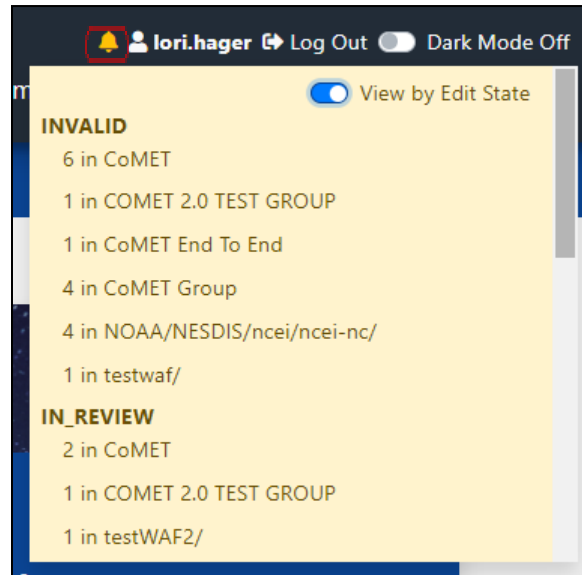 lori.hager Log Out Dark Mode Off
m
View by Edit State
INVALID
6 in CoMET
1 in COMET 2.0 TEST GROUP
1 in CoMET End To End
4 in CoMET Group
4 in NOAA/NESDIS/ncei/ncei-nc/
1 in testwaf/
IN_REVIEW
2 in CoMET
1 in COMET 2.0 TEST GROUP
1 in testWAF2/